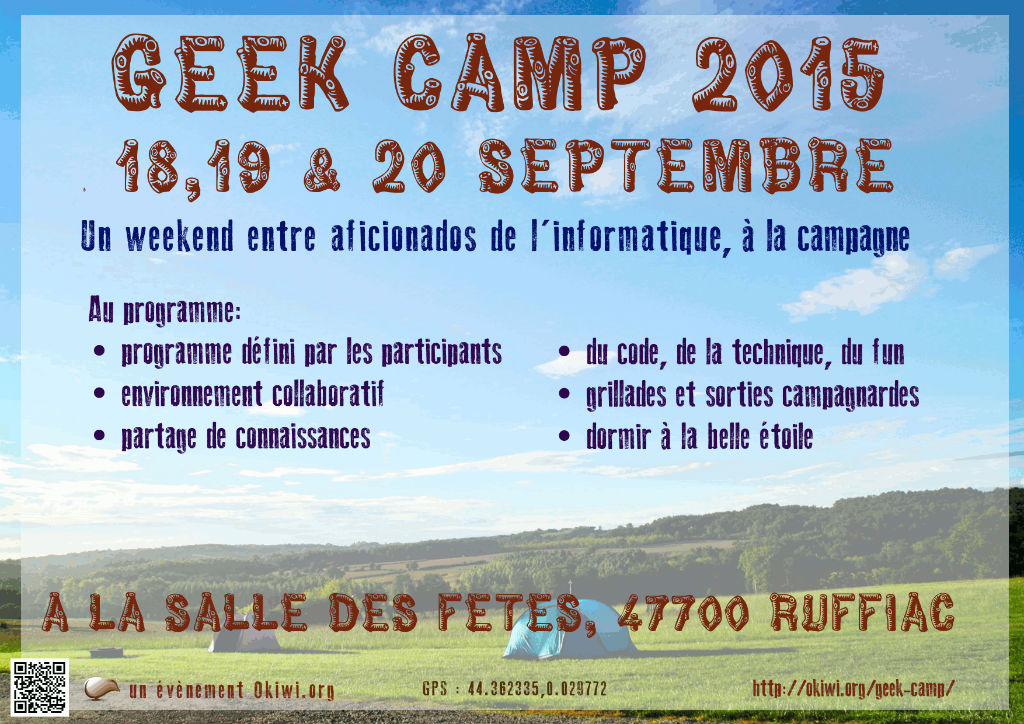 GEEK CAMP 2015
18,19 & 20 SEPTEMBRE
Un weekend entre aficionados de l'informatique, à la campagne
Au programme:
• programme défini par les participants
• environnement collaboratif
• partage de connaissances
• du code, de la technique, du fun
• grillades et sorties campagnardes
• dormir à la belle étoile
A LA SALLE DES FETES, 47700 RUFFIAC
un évènement Okiwi.org
GPS : 44.362335,0.029772
http://okiwi.org/geek-camp/